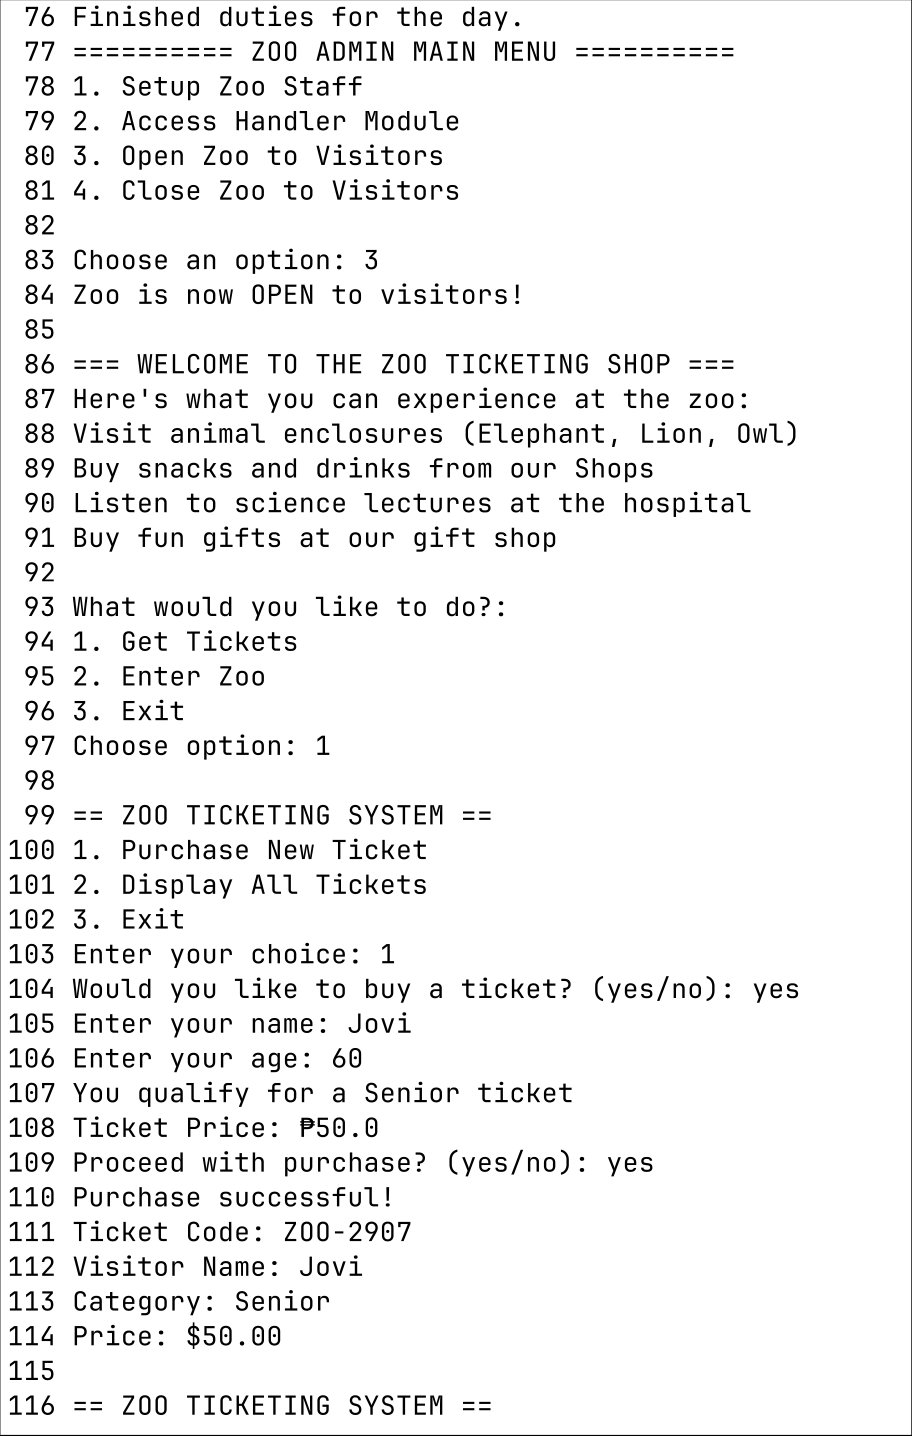 76 Finished duties for the day.
77 ========== ZOO ADMIN MAIN MENU ==========
78 1. Setup Zoo Staff
79 2. Access Handler Module
80 3. Open Zoo to Visitors
81 4. Close Zoo to Visitors
82
83 Choose an option: 3
84 Zoo is now OPEN to visitors!
85
86 === WELCOME TO THE ZOO TICKETING SHOP ===
87 Here's what you can experience at the zoo:
88 Visit animal enclosures (Elephant, Lion, Owl)
89 Buy snacks and drinks from our Shops
90 Listen to science lectures at the hospital
91 Buy fun gifts at our gift shop
92
93 What would you like to do?:
94 1. Get Tickets
95 2. Enter Zoo
96 3. Exit
97 Choose option: 1
98
99 == ZOO TICKETING SYSTEM ==
100 1. Purchase New Ticket
101 2. Display All Tickets
102 3. Exit
103 Enter your choice: 1
104 Would you like to buy a ticket? (yes/no): yes
105 Enter your name: Jovi
106 Enter your age: 60
107 You qualify for a Senior ticket
108 Ticket Price: ₱50.0
109 Proceed with purchase? (yes/no): yes
110 Purchase successful!
111 Ticket Code: ZOO-2907
112 Visitor Name: Jovi
113 Category: Senior
114 Price: $50.00
115
116 == ZOO TICKETING SYSTEM ==